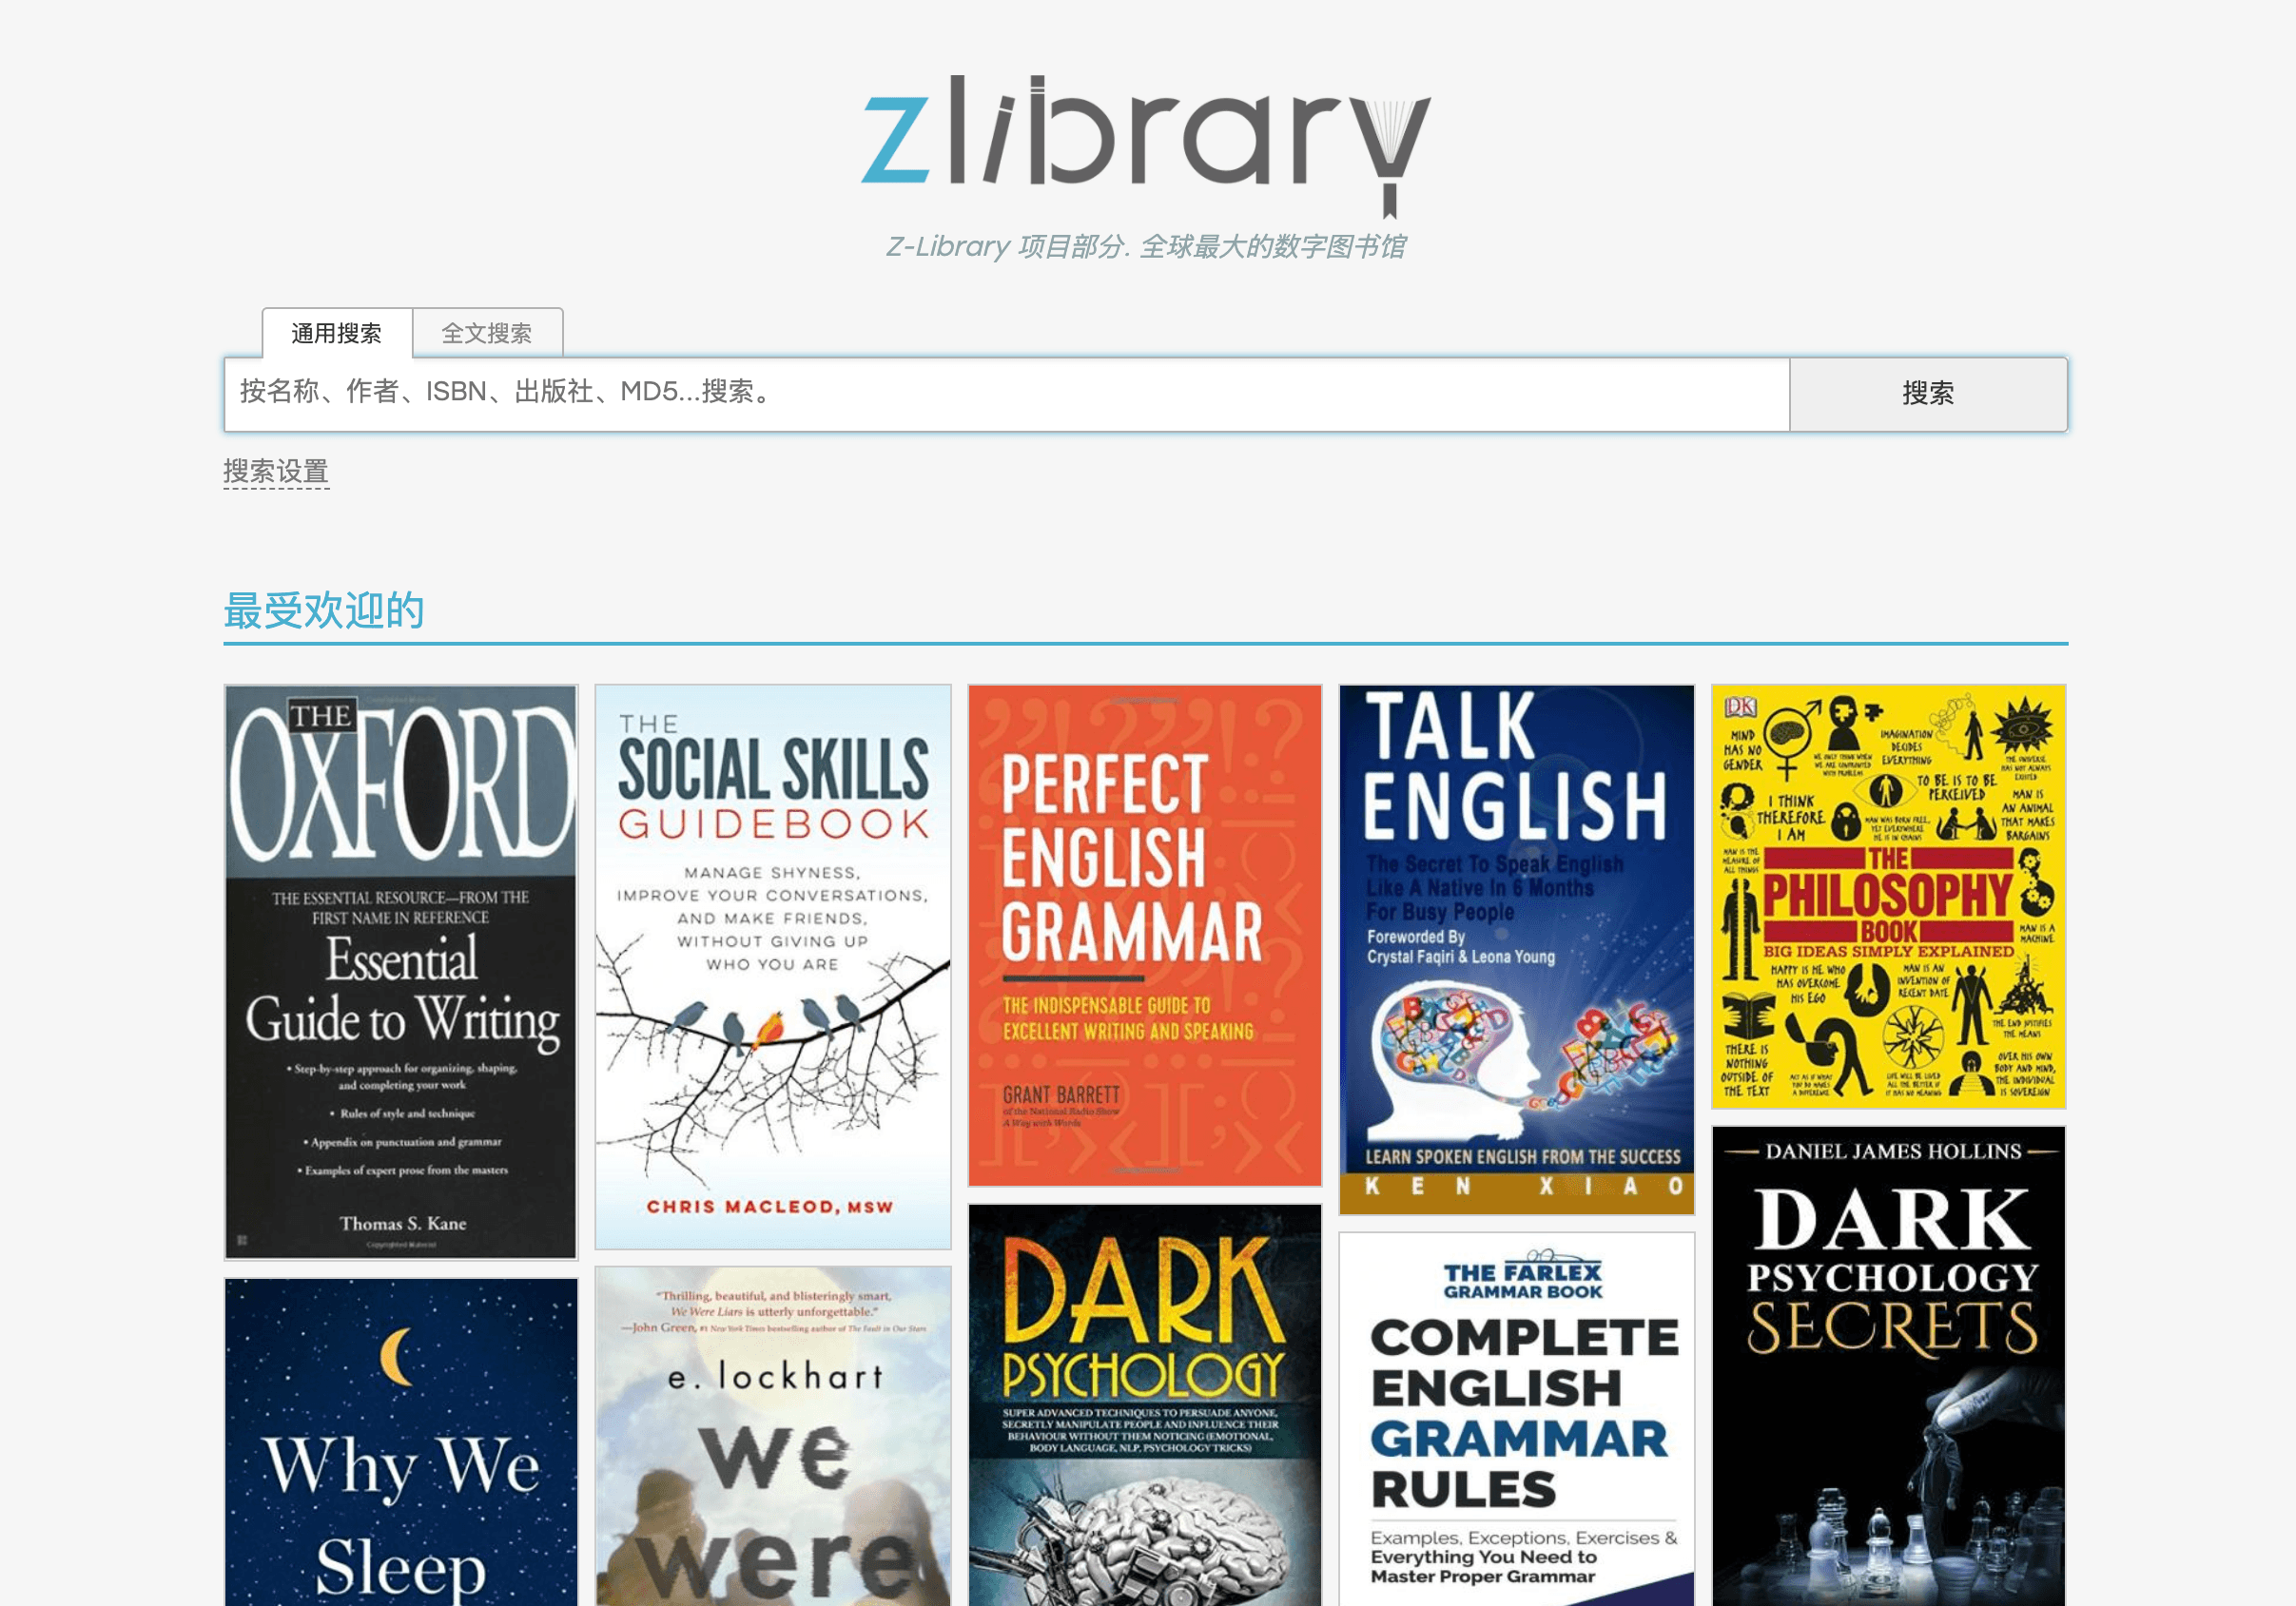 zlibrary
Z-Library 项目部分. 全球最大的数字图书馆
通用搜索
全文搜索
按名称、作者、ISBN、出版社、MD5...搜索。
搜索
搜索设置
最受欢迎的
THE
OXFORD
THE ESSENTIAL RESOURCE—FROM THE
FIRST NAME IN REFERENCE
Essential
Guide to Writing
• Step-by-step approach for organizing, shaping,
and completing your work
• Rules of style and technique
• Appendix on punctuation and grammar
• Examples of expert prose from the masters
Thomas S. Kane
Copyrighted Material
THE
SOCIAL SKILLS
GUIDEBOOK
MANAGE SHYNESS,
IMPROVE YOUR CONVERSATIONS,
AND MAKE FRIENDS,
WITHOUT GIVING UP
WHO YOU ARE
CHRIS MACLEOD, MSW
PERFECT
ENGLISH
GRAMMAR
THE INDISPENSABLE GUIDE TO
EXCELLENT WRITING AND SPEAKING
GRANT BARRETT
of the National Radio Show
A Way with Words
TALK
ENGLISH
The Secret To Speak English
Like A Native In 6 Months
For Busy People
Foreworded By
Crystal Faqiri & Leona Young
LEARN SPOKEN ENGLISH FROM THE SUCCESS
KEN XIAO
DK
MIND
HAS NO
GENDER
IMAGINATION
DECIDES
EVERYTHING
TO BE IS TO BE
PERCEIVED
I THINK
THEREFORE
I AM
MAN IS
AN ANIMAL
THAT MAKES
BARGAINS
MAN IS THE
MEASURE OF
ALL THINGS
THE
PHILOSOPHY
BOOK
BIG IDEAS SIMPLY EXPLAINED
MAN IS A
MACHINE
HAPPY IS HE WHO
HAS OVERCOME
HIS EGO
MAN IS AN
INVENTION OF
RECENT DATE
THE END JUSTIFIES
THE MEANS
THERE IS
NOTHING
OUTSIDE OF
THE TEXT
OVER HIS OWN
BODY AND MIND,
THE INDIVIDUAL
IS SOVEREIGN
Why We
Sleep
"Thrilling, beautiful, and blisteringly smart,
We Were Liars is utterly unforgettable."
—John Green, #1 New York Times bestselling author of The Fault in Our Stars
e. lockhart
we
were
DARK
PSYCHOLOGY
SUPER ADVANCED TECHNIQUES TO PERSUADE ANYONE,
SECRETLY MANIPULATE PEOPLE AND INFLUENCE THEIR
BEHAVIOUR WITHOUT THEM NOTICING (EMOTIONAL,
BODY LANGUAGE, NLP, PSYCHOLOGY TRICKS)
THE FARLEX
GRAMMAR BOOK
COMPLETE
ENGLISH
GRAMMAR
RULES
Examples, Exceptions, Exercises &
Everything You Need to
Master Proper Grammar
DANIEL JAMES HOLLINS
DARK
PSYCHOLOGY
SECRETS